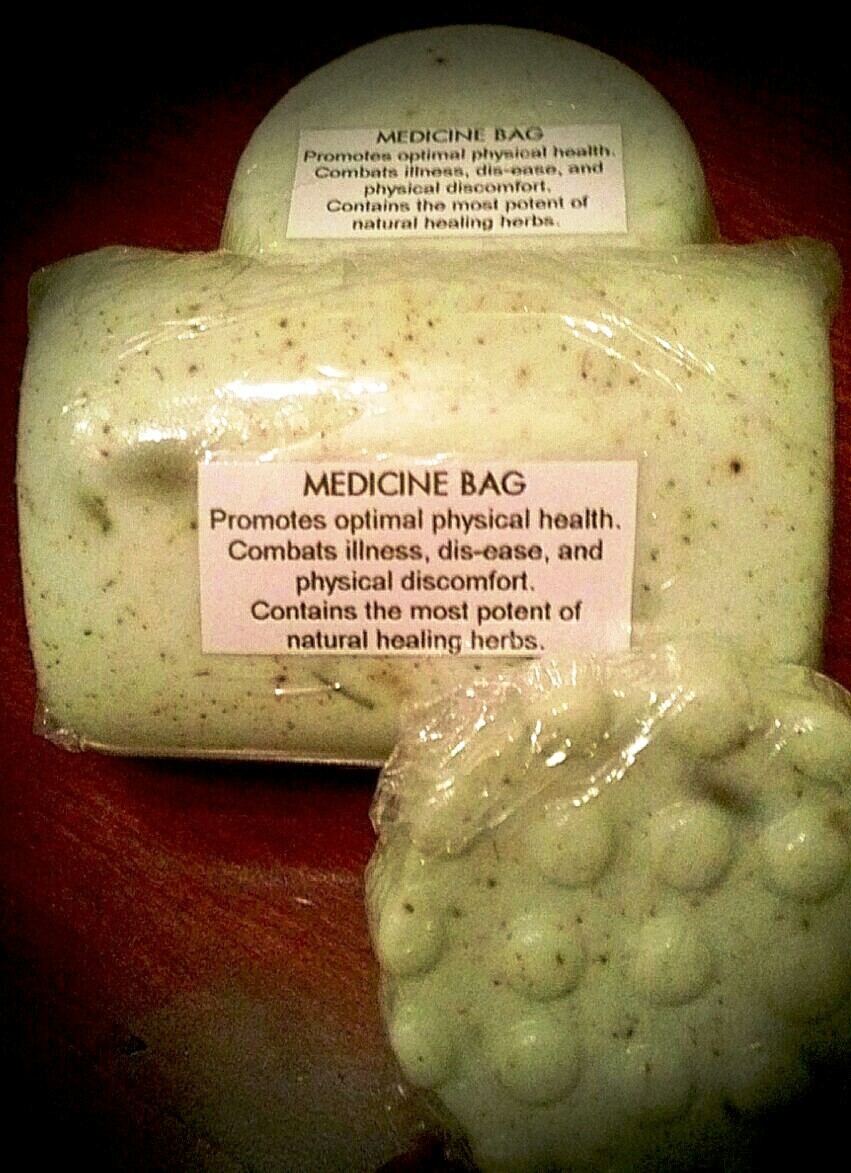 MEDICINE BAG
Promotes optimal physical health.
Combats illness, dis-ease, and
physical discomfort.
Contains the most potent of
natural healing herbs.
MEDICINE BAG
Promotes optimal physical health.
Combats illness, dis-ease, and
physical discomfort.
Contains the most potent of
natural healing herbs.